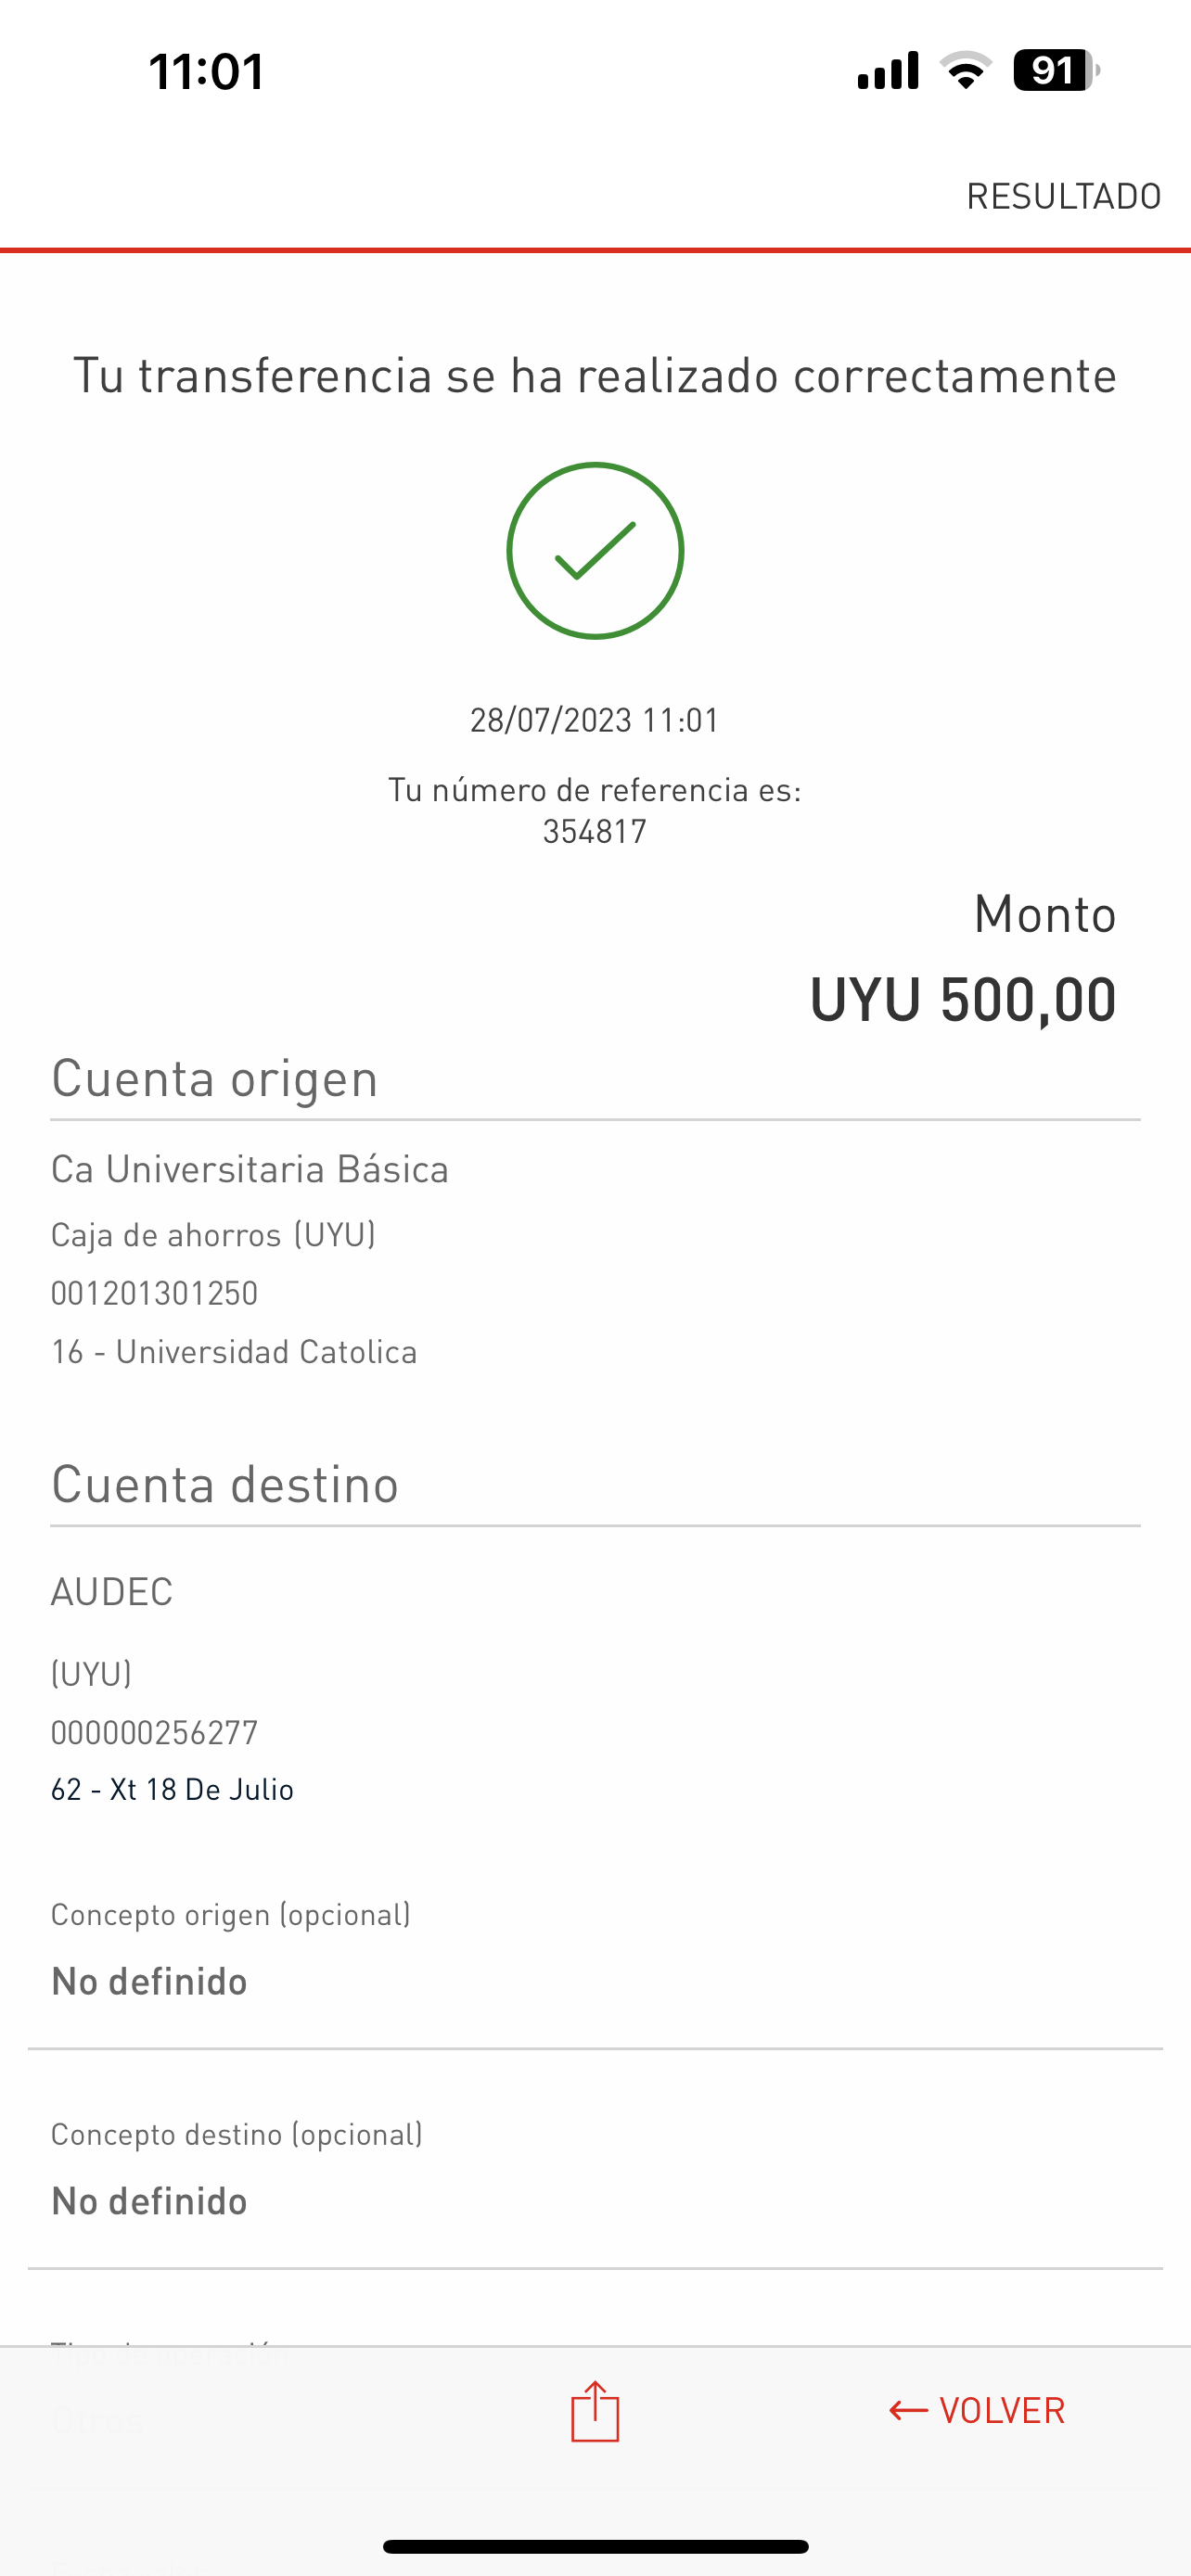 11:01
91
RESULTADO
Tu transferencia se ha realizado correctamente
28/07/2023 11:01
Tu número de referencia es:
354817
Monto
UYU 500,00
Cuenta origen
Ca Universitaria Básica
Caja de ahorros (UYU)
001201301250
16 - Universidad Catolica
Cuenta destino
AUDEC
(UYU)
000000256277
62 - Xt 18 De Julio
Concepto origen (opcional)
No definido
Concepto destino (opcional)
No definido
Tipo de operación
← VOLVER